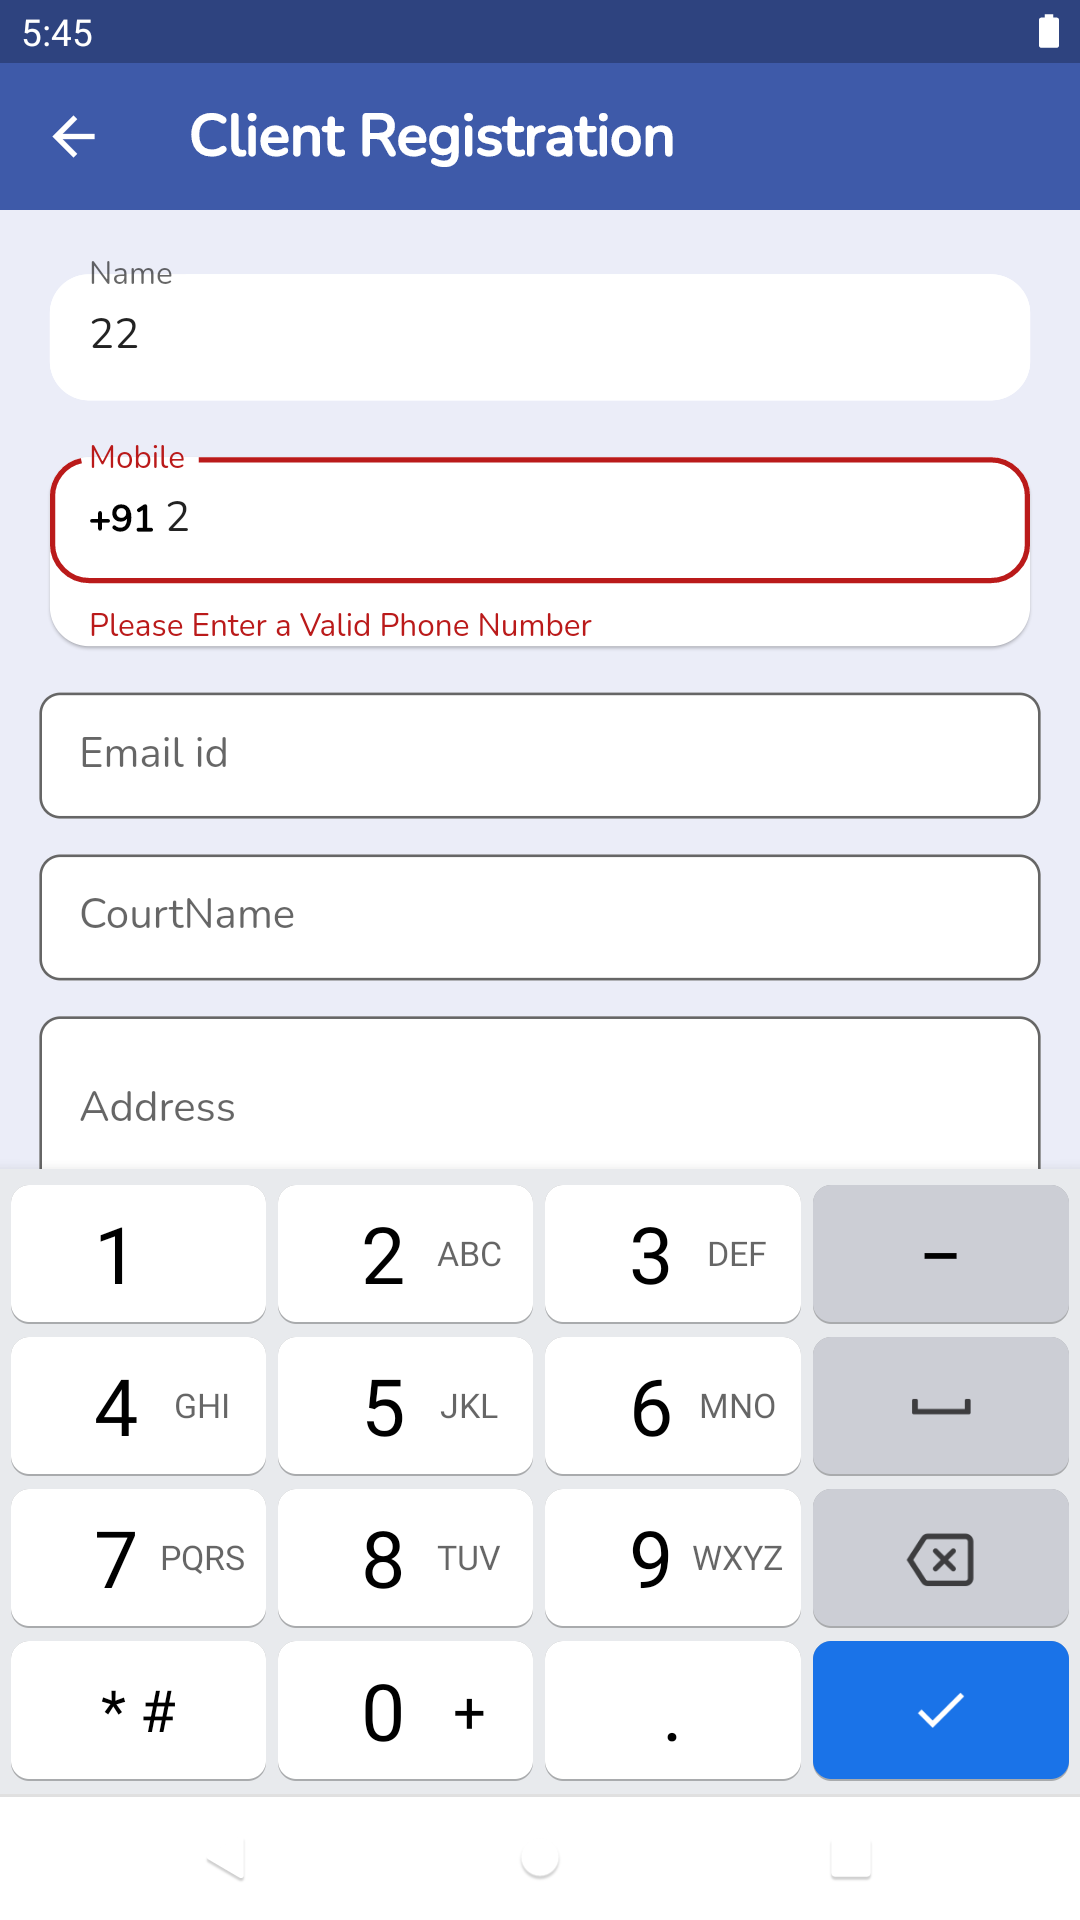 5:45
Client Registration
Name
22
Mobile
+91 2
Please Enter a Valid Phone Number
Email id
CourtName
Address
1 2 ABC 3 DEF -
4 GHI 5 JKL 6 MNO
7 PQRS 8 TUV 9 WXYZ
* # 0 + .